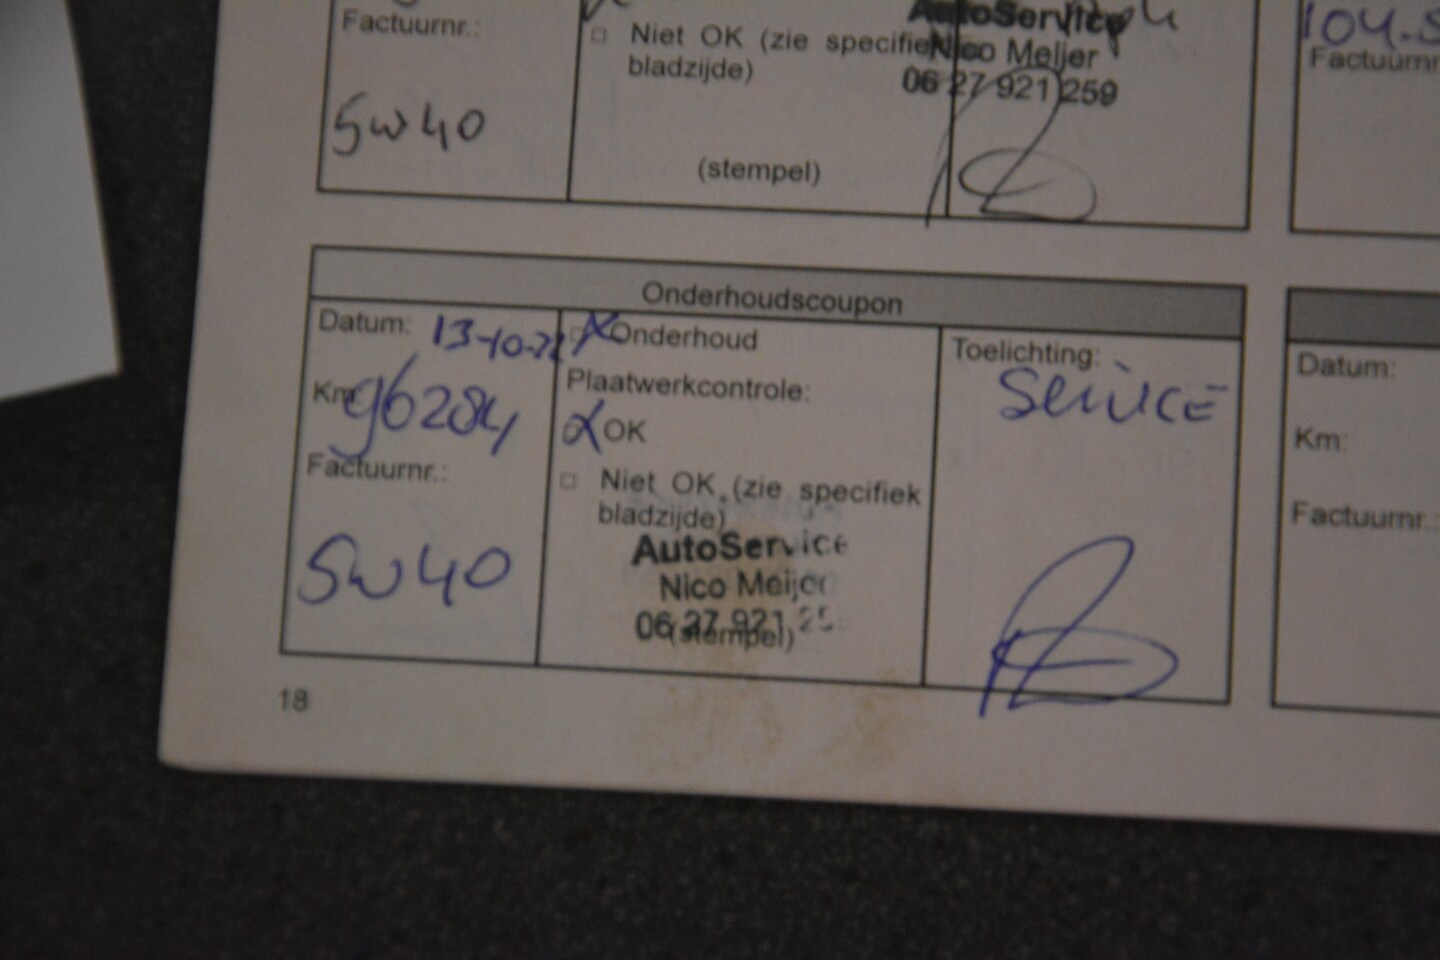 Factuurnr.:
5w40
□ Niet OK (zie specifie
bladzijde)
(stempel)
AutoService
Nico Meijer
06 27 921 259
104.5
Factuurnr
Onderhoudscoupon
Datum: 13-10-22
Km: 96284
Factuurnr.:
5w40
Onderhoud
Plaatwerkcontrole:
OK
□ Niet OK (zie specifiek
bladzijde)
AutoService
Nico Meijer
06 27 921 25
(stempel)
Toelichting:
Service
Datum:
Km:
Factuurnr.:
18